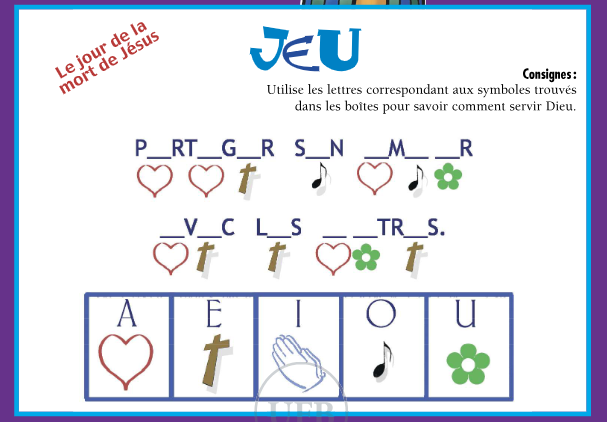 Le jour de la
mort de Jésus
JEU
Consignes :
Utilise les lettres correspondant aux symboles trouvés
dans les boîtes pour savoir comment servir Dieu.
P__RT__G__R S__N __M__ __R
__V__C L__S __ __TR__S.
A E I O U
UEB